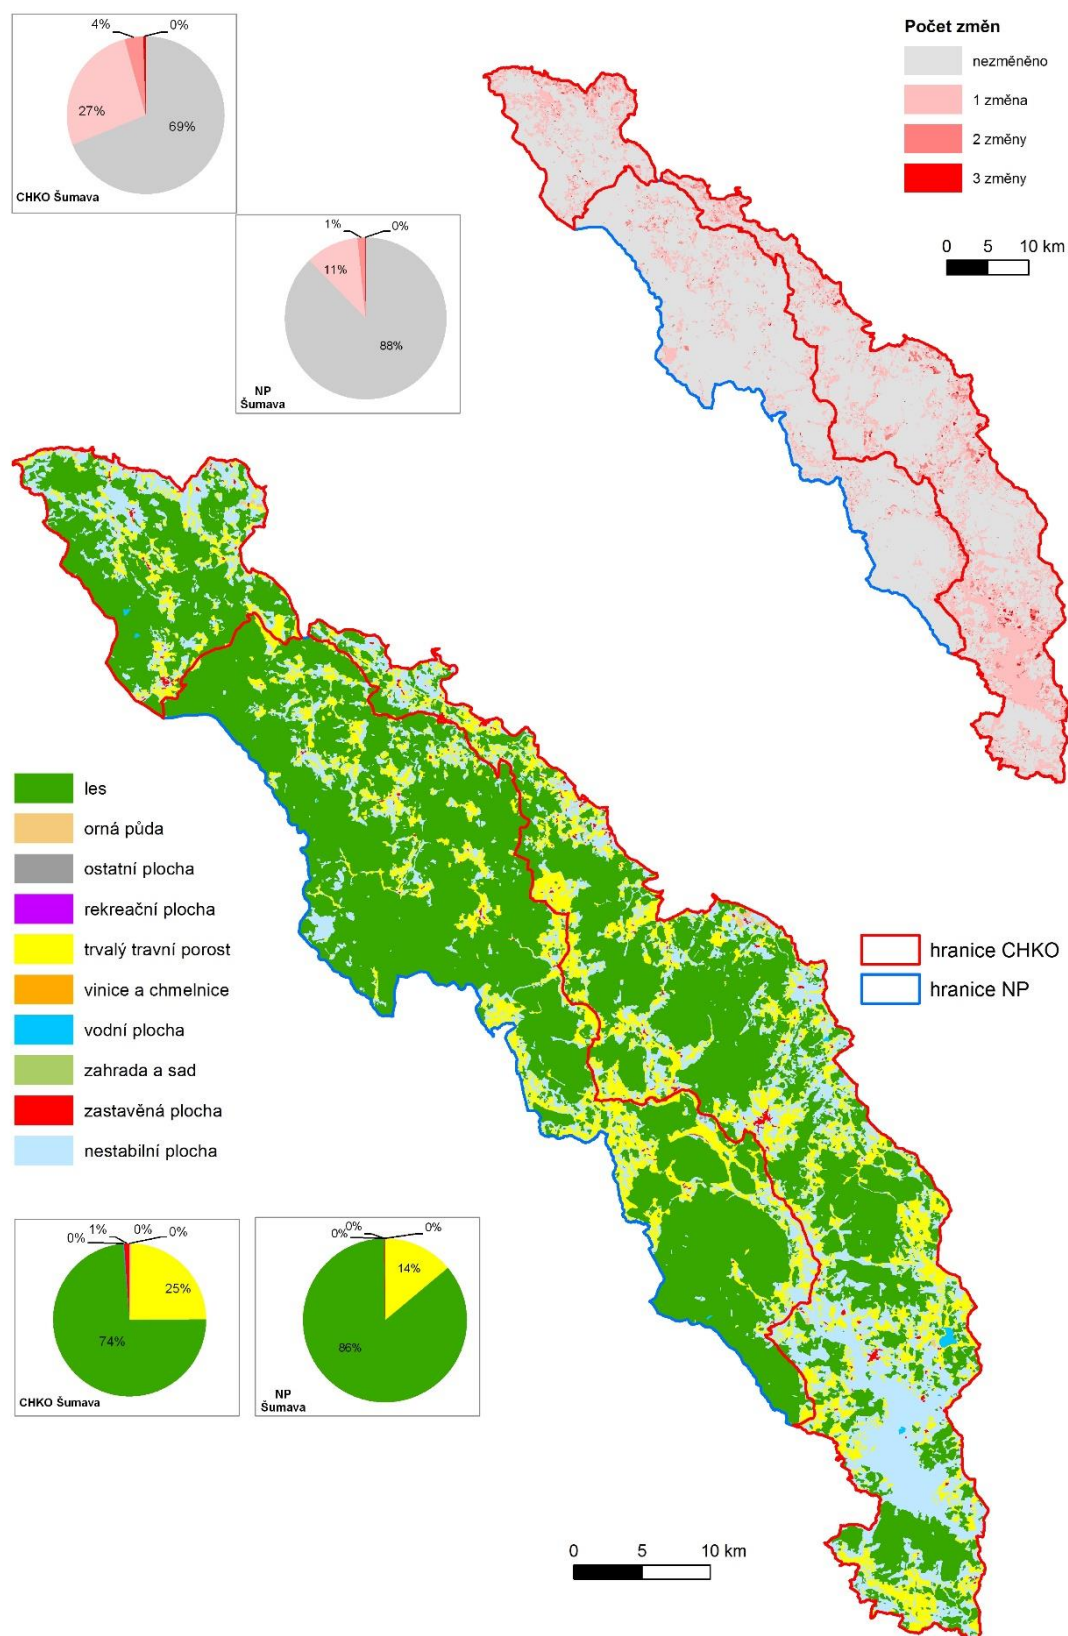 4%
0%
27%
69%
CHKO Šumava
1%
0%
11%
88%
NP
Šumava
Počet změn
nezměněno
1 změna
2 změny
3 změny
0 5 10 km
les
orná půda
ostatní plocha
rekreační plocha
trvalý travní porost
vinice a chmelnice
vodní plocha
zahrada a sad
zastavěná plocha
nestabilní plocha
hranice CHKO
hranice NP
0% 1% 0% 0%
25%
74%
CHKO Šumava
0% 0% 0%
14%
86%
NP
Šumava
0 5 10 km